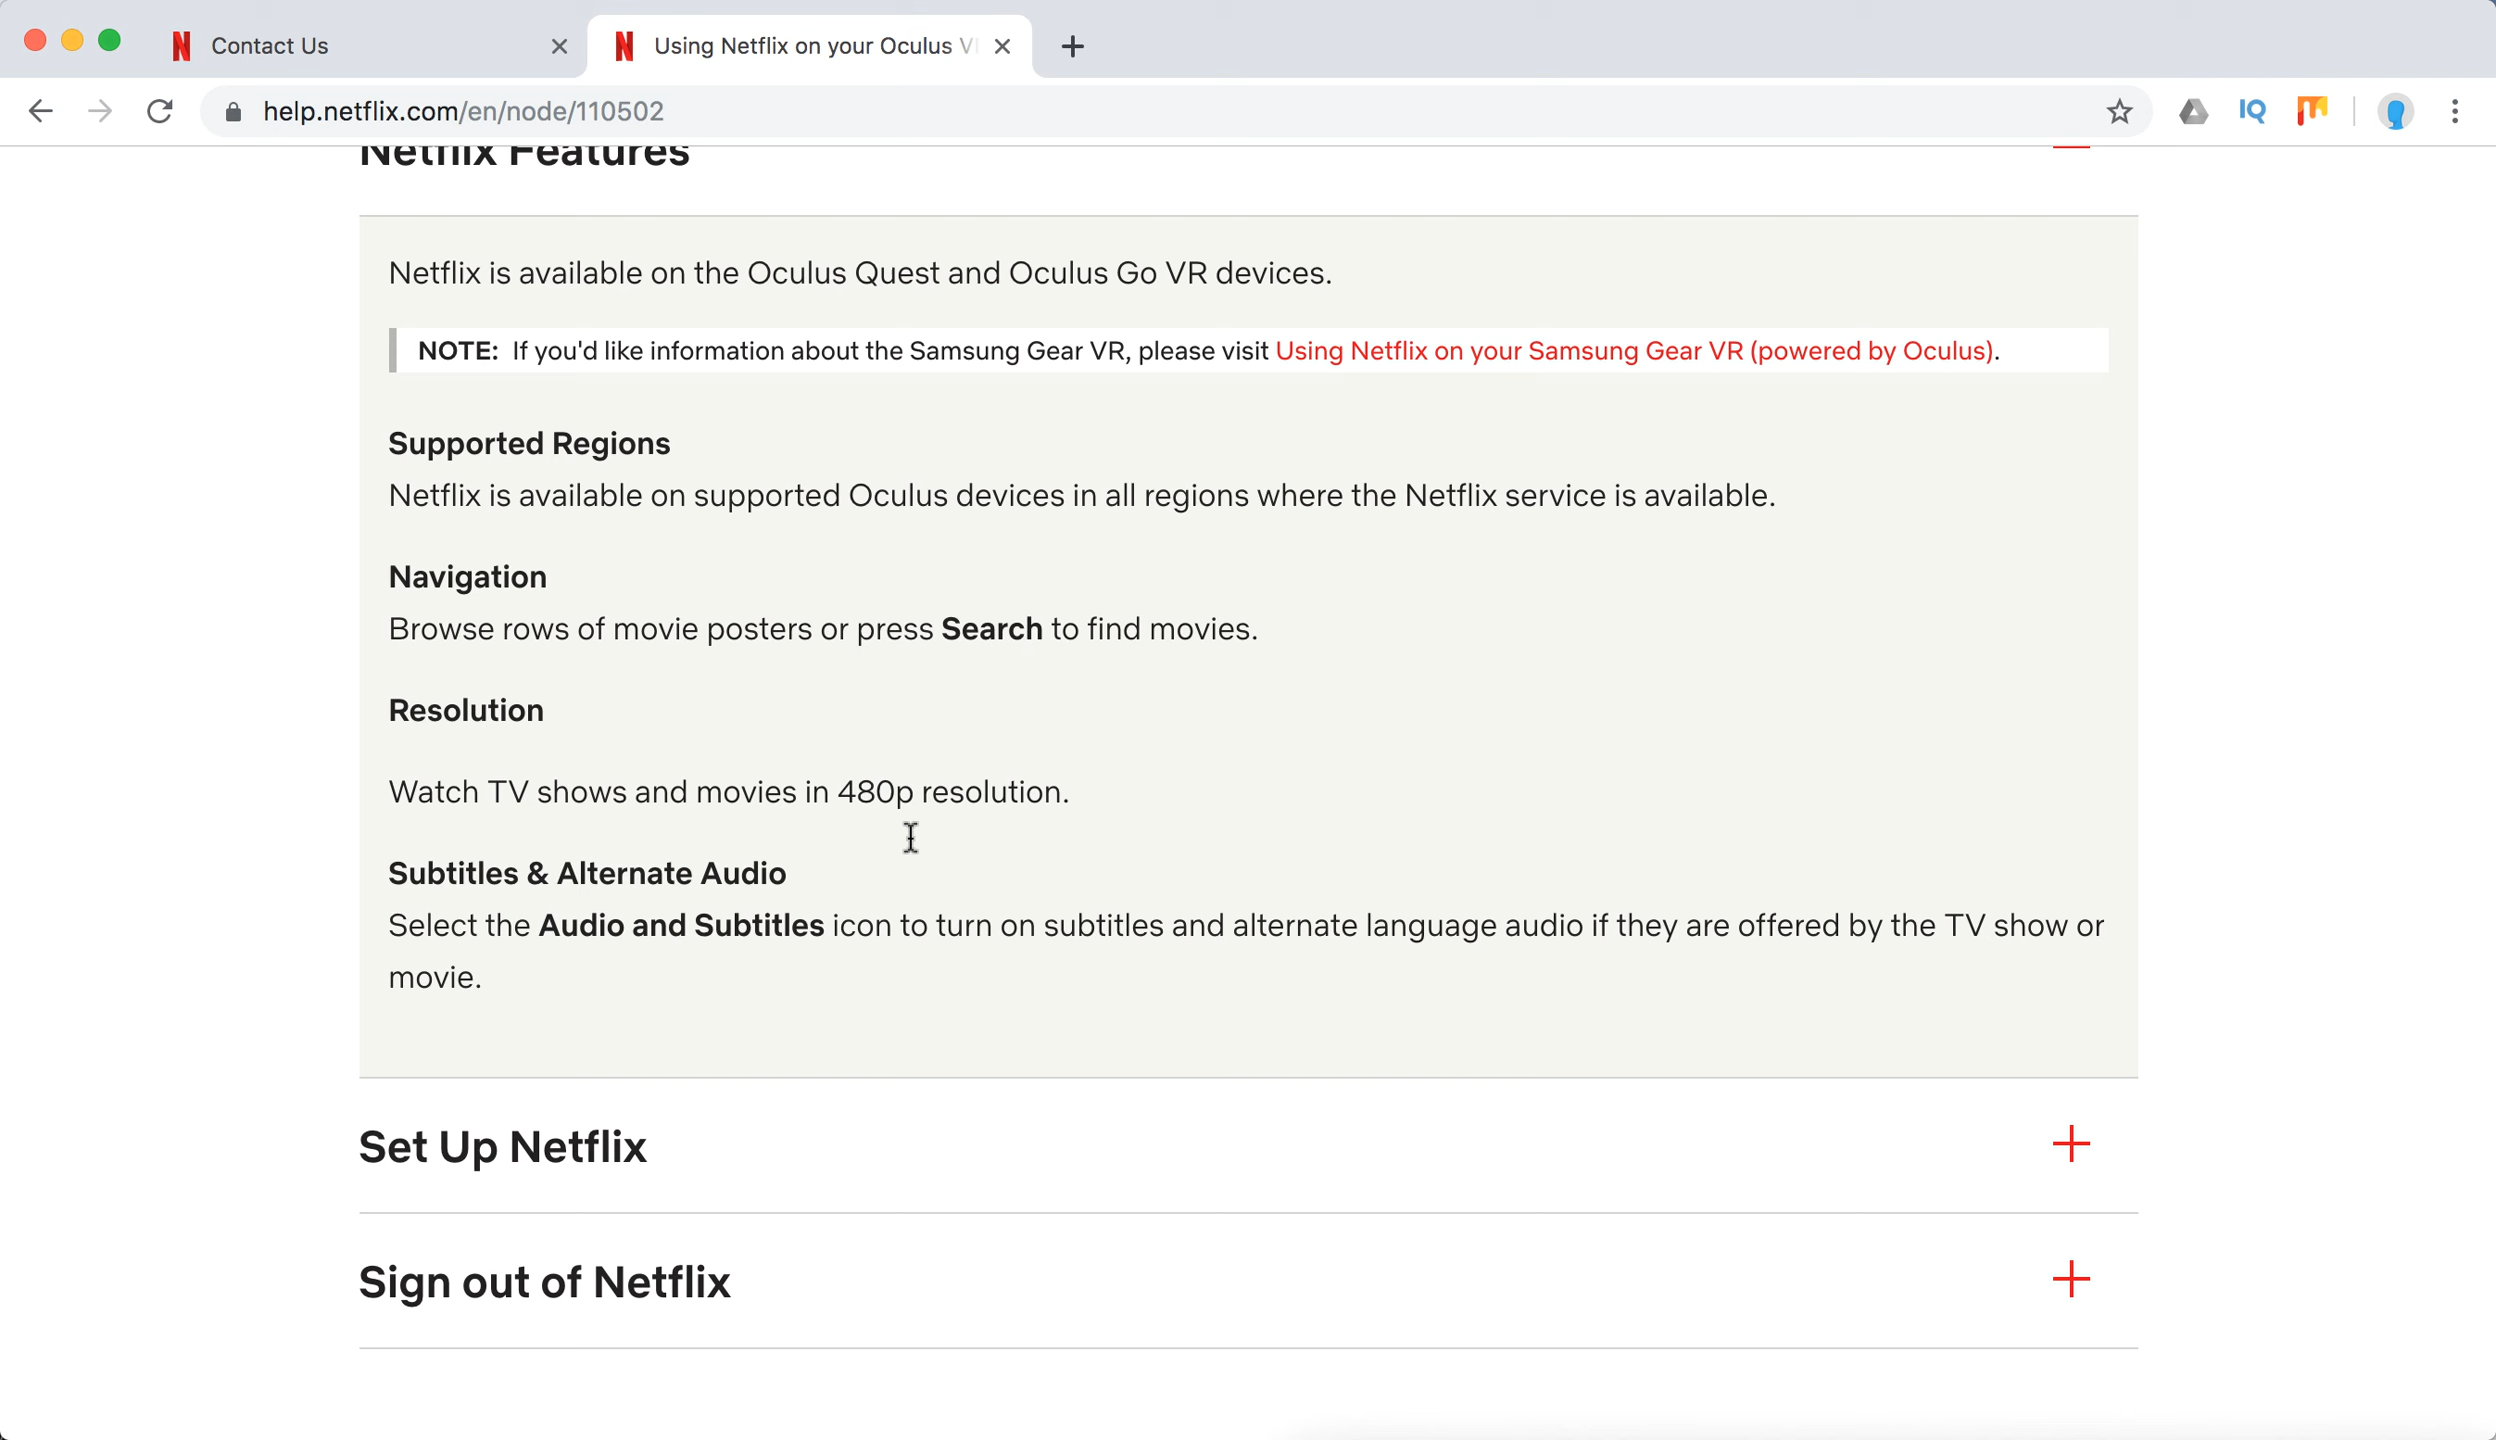 Contact Us
Using Netflix on your Oculus
help.netflix.com/en/node/110502
IQ
Netflix Features
Netflix is available on the Oculus Quest and Oculus Go VR devices.
NOTE: If you'd like information about the Samsung Gear VR, please visit Using Netflix on your Samsung Gear VR (powered by Oculus).
Supported Regions
Netflix is available on supported Oculus devices in all regions where the Netflix service is available.
Navigation
Browse rows of movie posters or press Search to find movies.
Resolution
Watch TV shows and movies in 480p resolution.
Subtitles & Alternate Audio
Select the Audio and Subtitles icon to turn on subtitles and alternate language audio if they are offered by the TV show or
movie.
Set Up Netflix
Sign out of Netflix